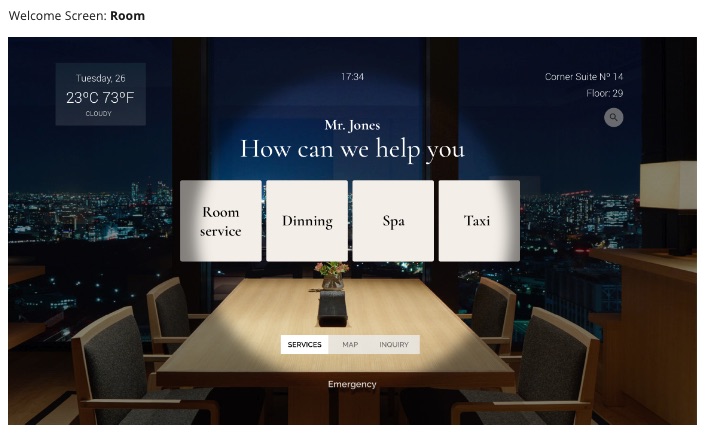 Welcome Screen: Room
Tuesday, 26
23ºC 73ºF
CLOUDY
17:34
Corner Suite Nº 14
Floor: 29
Mr. Jones
How can we help you
Room
service
Dinning
Spa
Taxi
SERVICES
MAP
INQUIRY
Emergency